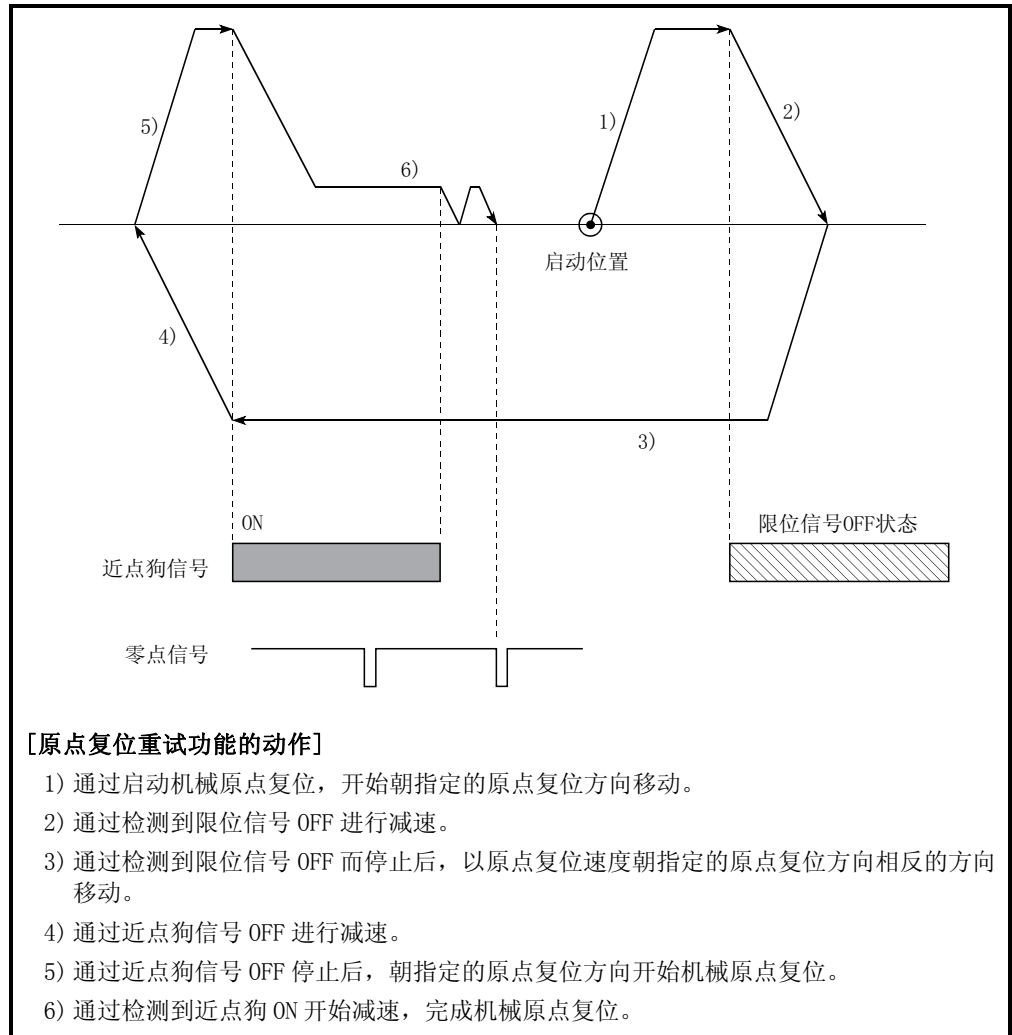 5)
6)
1)
2)
启动位置
4)
3)
ON
限位信号OFF状态
近点狗信号
零点信号
[原点复位重试功能的动作]
1) 通过启动机械原点复位，开始朝指定的原点复位方向移动。
2) 通过检测到限位信号 OFF 进行减速。
3) 通过检测到限位信号 OFF 而停止后，以原点复位速度朝指定的原点复位方向相反的方向
移动。
4) 通过近点狗信号 OFF 进行减速。
5) 通过近点狗信号 OFF 停止后，朝指定的原点复位方向开始机械原点复位。
6) 通过检测到近点狗 ON 开始减速，完成机械原点复位。